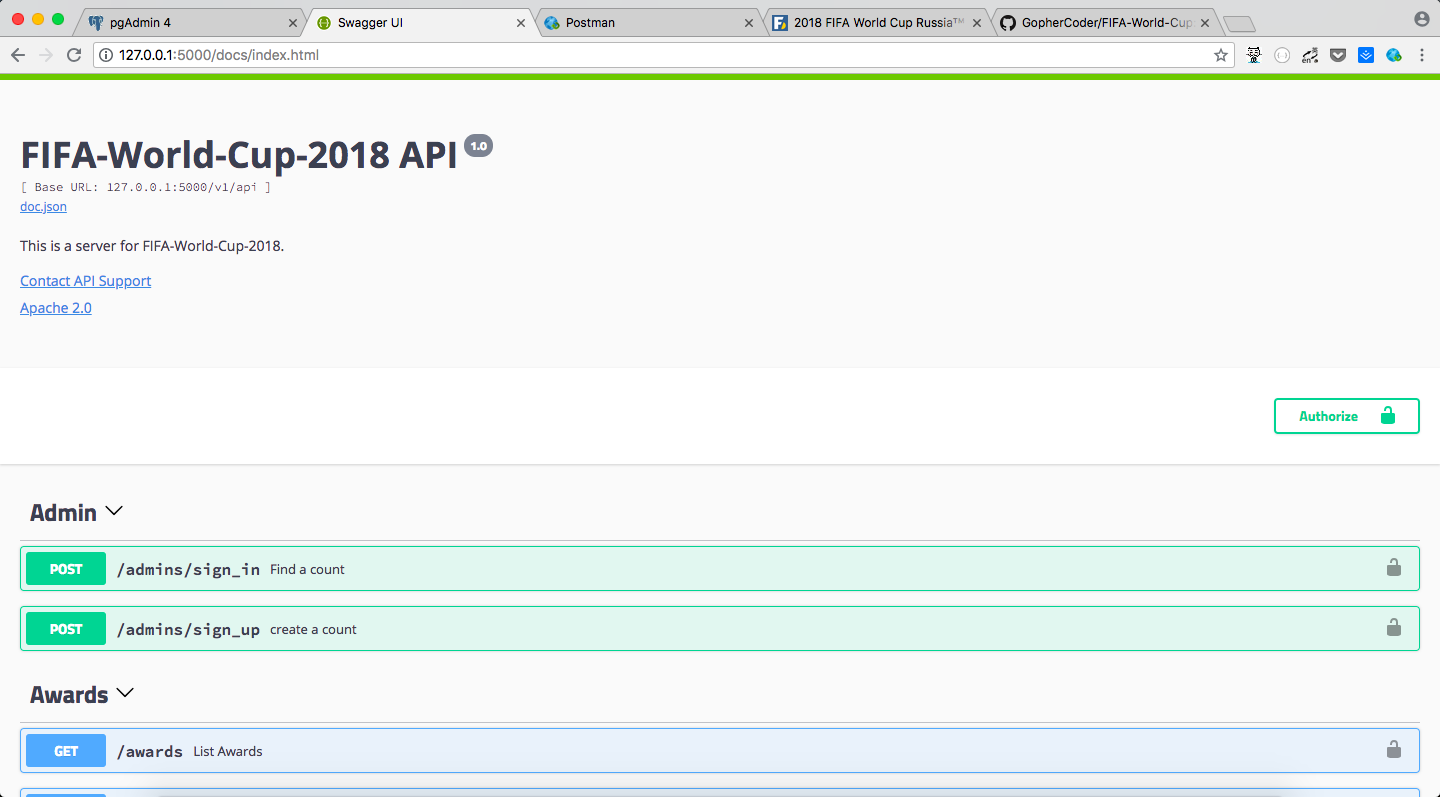 pgAdmin 4
Swagger UI
Postman
2018 FIFA World Cup Russia™
GopherCoder/FIFA-World-Cup
127.0.0.1:5000/docs/index.html
FIFA-World-Cup-2018 API 1.0
[ Base URL: 127.0.0.1:5000/v1/api ]
doc.json
This is a server for FIFA-World-Cup-2018.
Contact API Support
Apache 2.0
Authorize
Admin
POST /admins/sign_in Find a count
POST /admins/sign_up create a count
Awards
GET /awards List Awards